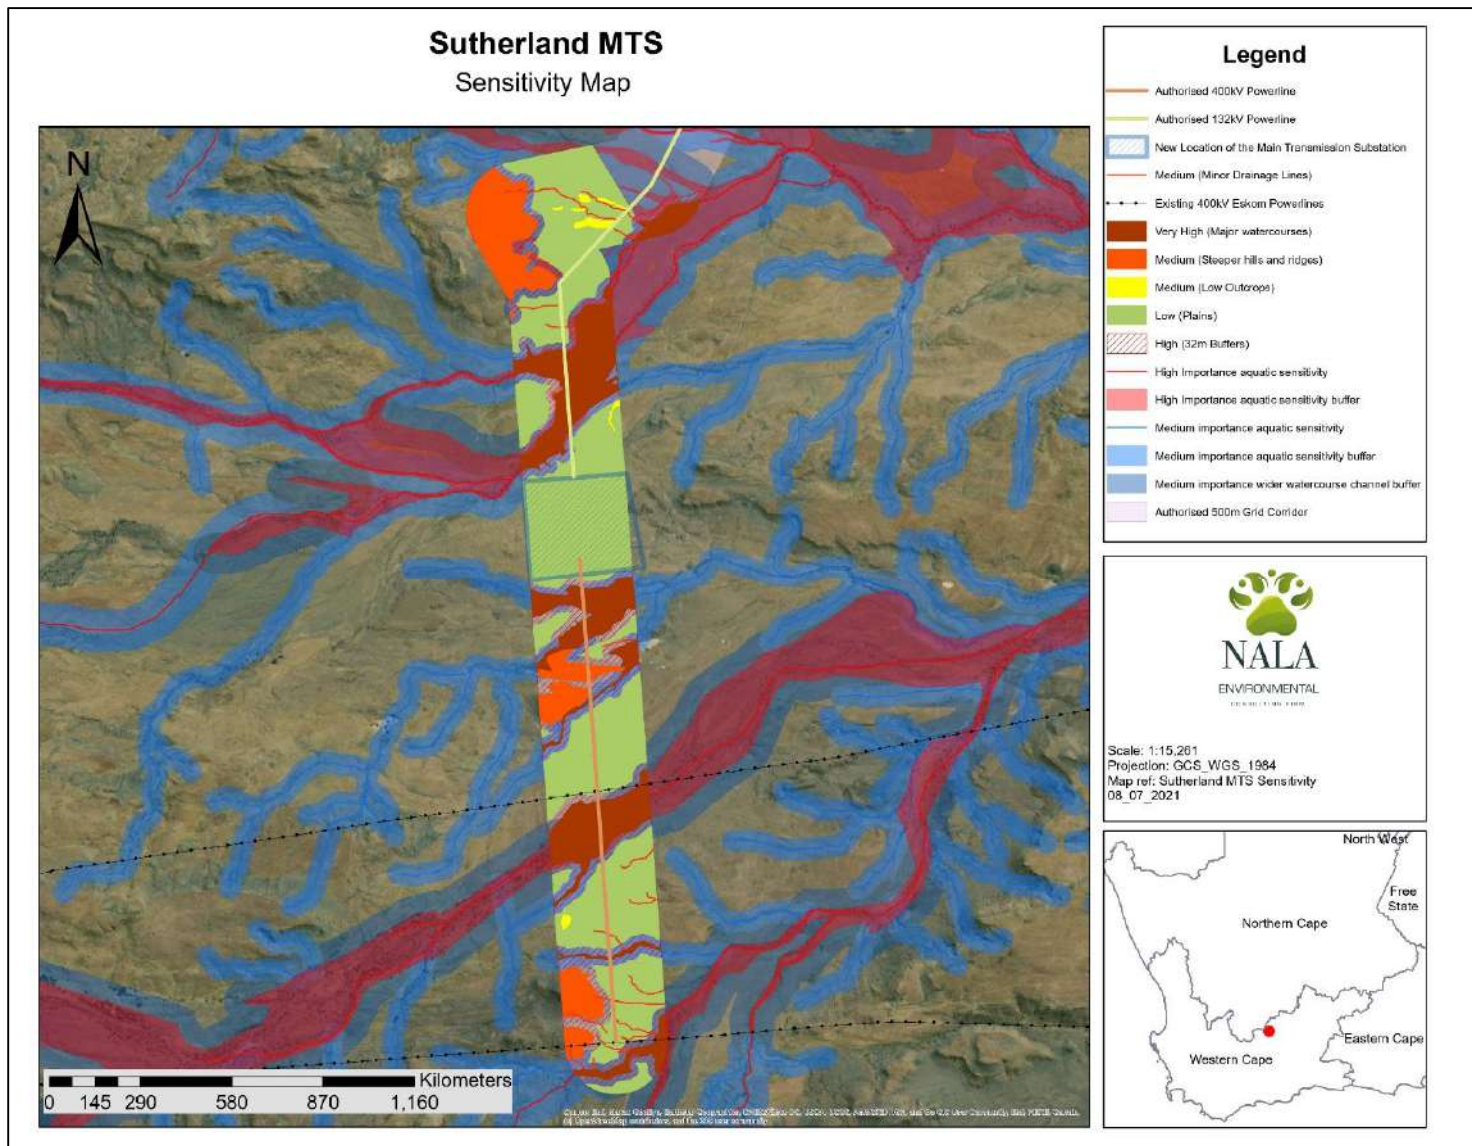 Sutherland MTS
Sensitivity Map
N
Kilometers
0 145 290 580 870 1,160
Legend
Authorised 400kV Powerline
Authorised 132kV Powerline
New Location of the Main Transmission Substation
Medium (Minor Drainage Lines)
Existing 400kV Eskom Powerlines
Very High (Major watercourses)
Medium (Steeper hills and ridges)
Medium (Low Outcrops)
Low (Plains)
High (32m Buffers)
High Importance aquatic sensitivity
High Importance aquatic sensitivity buffer
Medium importance aquatic sensitivity
Medium importance aquatic sensitivity buffer
Medium importance wider watercourse channel buffer
Authorised 500m Grid Corridor
NALA
ENVIRONMENTAL
CONSULTING FIRM
Scale: 1:15,261
Projection: GCS_WGS_1984
Map ref: Sutherland MTS Sensitivity
08_07_2021
North West
Free
State
Northern Cape
Eastern Cape
Western Cape